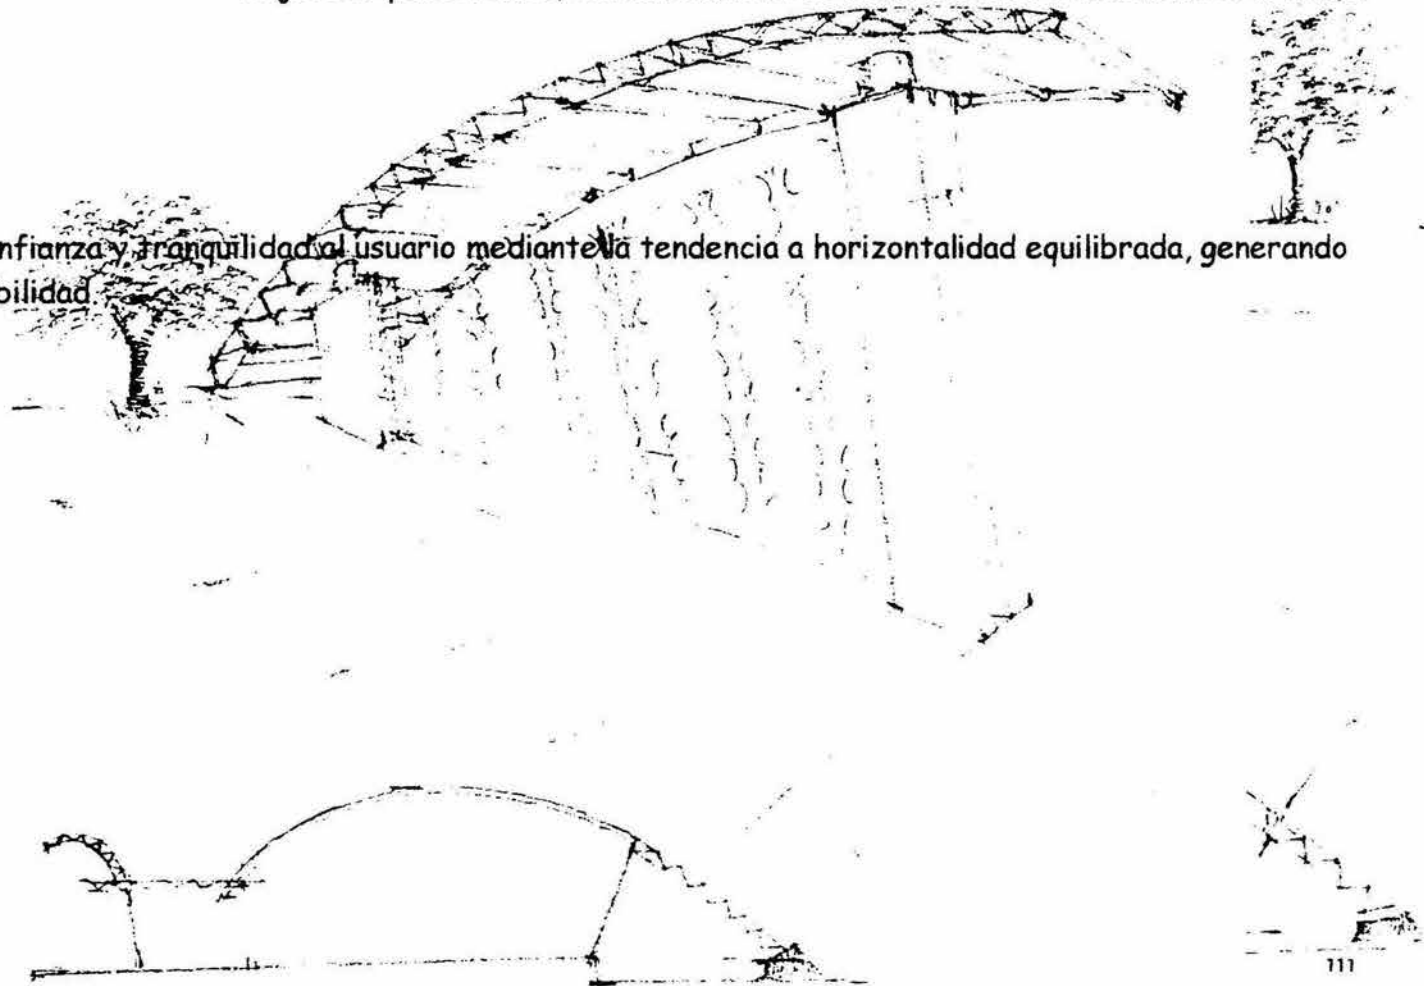 nfianza y tranquilidad al usuario mediante la tendencia a horizontalidad equilibrada, generando
bilidad.
111